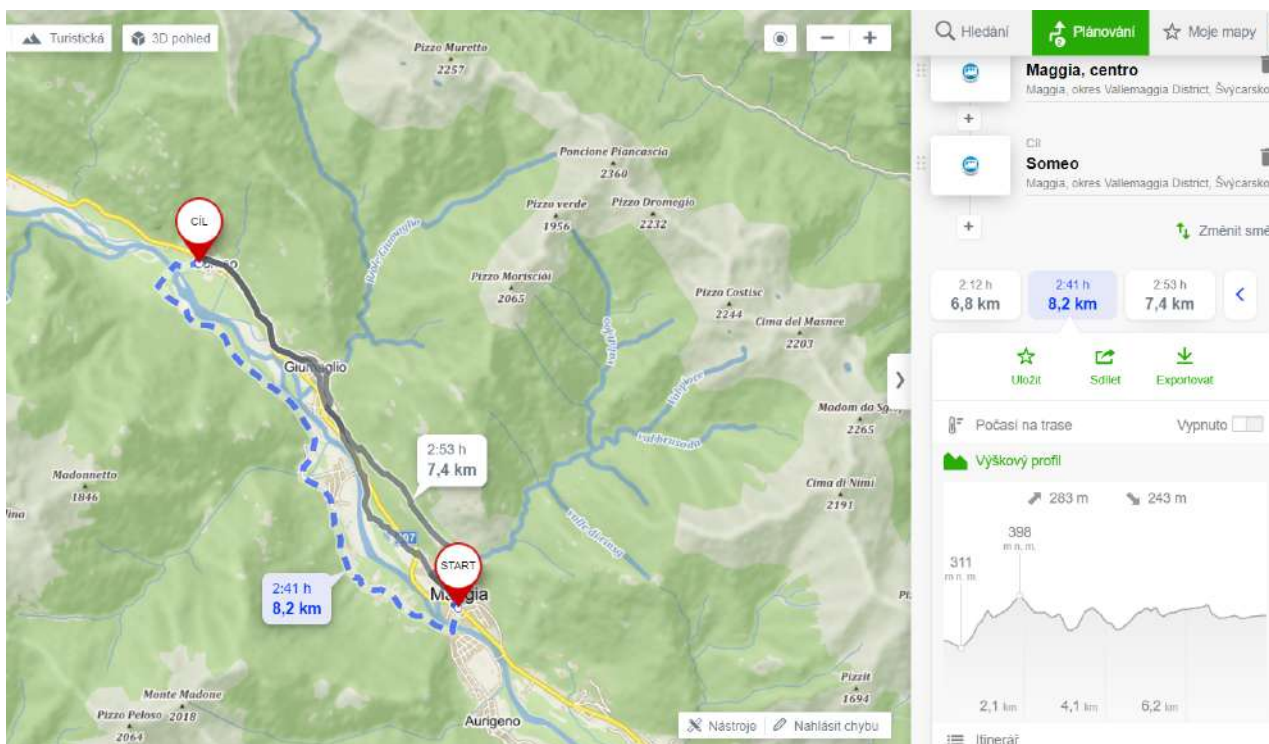 Turistická
3D pohled
Pizzo Muretto
2257
Poncione Piancascia
2360
Pizzo verde
1956
Pizzo Dromegio
2232
CÍL
Pizzo Morisciöi
2065
Pizzo Costisc
2244
Cima del Masnee
2203
Giumaglio
valbrusada
2265
2:53 h
7,4 km
Madonnetto
1846
Cima di Nimi
2191
START
Maggia
2:41 h
8,2 km
Monte Madone
2018
Pizzo Peloso
2064
Aurigeno
Pizzit
1694
Nástroje
Nahlásit chybu
Hledání
Plánování
Moje mapy
Maggia, centro
Maggia, okres Vallemaggia District, Švýcarsko
+
Cíl
Someo
Maggia, okres Vallemaggia District, Švýcarsko
+
Změnit smě
2:12 h
6,8 km
2:41 h
8,2 km
2:53 h
7,4 km
Uložit
Sdílet
Exportovat
Počasí na trase
Vypnuto
Výškový profil
283 m
243 m
398
m n. m.
311
m n. m.
2,1 km
4,1 km
6,2 km
Itinerář